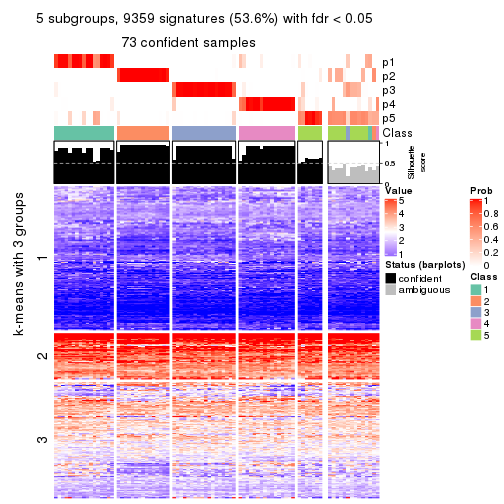 5 subgroups, 9359 signatures (53.6%) with fdr < 0.05
73 confident samples
p1
p2
p3
p4
p5
Class
1
0.5
0
Silhouette
score
k-means with 3 groups
1
2
3
Value
5
4
3
2
1
Status (barplots)
confident
ambiguous
Prob
1
0.8
0.6
0.4
0.2
0
Class
1
2
3
4
5